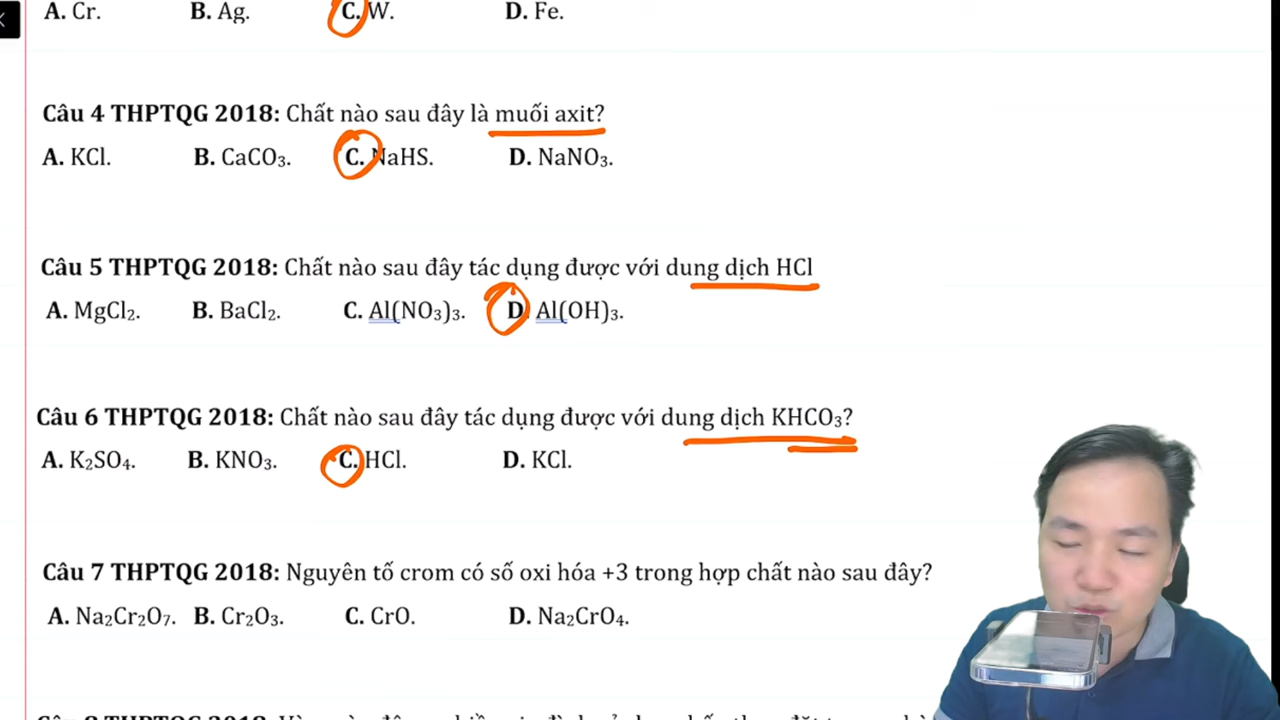 A. Cr. B. Ag. C. W. D. Fe.
Câu 4 THPTQG 2018: Chất nào sau đây là muối axit?
A. KCl. B. CaCO₃. C. NaHS. D. NaNO₃.
Câu 5 THPTQG 2018: Chất nào sau đây tác dụng được với dung dịch HCl
A. MgCl₂. B. BaCl₂. C. Al(NO₃)₃. D. Al(OH)₃.
Câu 6 THPTQG 2018: Chất nào sau đây tác dụng được với dung dịch KHCO₃?
A. K₂SO₄. B. KNO₃. C. HCl. D. KCl.
Câu 7 THPTQG 2018: Nguyên tố crom có số oxi hóa +3 trong hợp chất nào sau đây?
A. Na₂Cr₂O₇. B. Cr₂O₃. C. CrO. D. Na₂CrO₄.
Câu 8 THPTQG 2018: